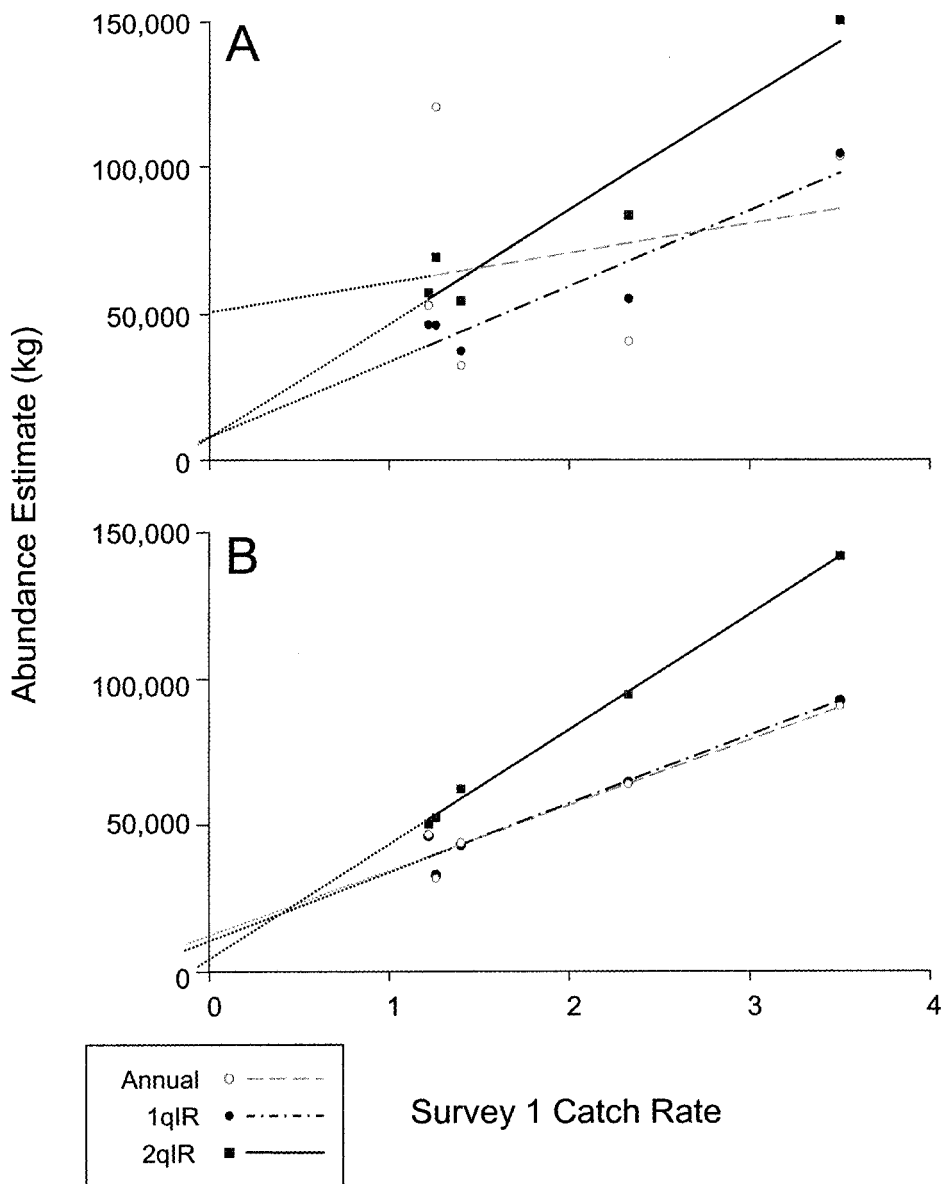 A
150,000
100,000
50,000
0
B
150,000
100,000
50,000
0
0 1 2 3 4
Abundance Estimate (kg)
Survey 1 Catch Rate
Annual
1qIR
2qIR